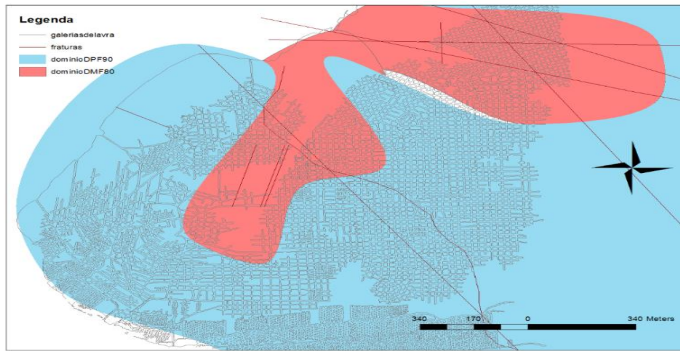 Legenda
galeriasdelavra
fraturas
dominioDPF90
dominioDMF80
340 170 0 340 Meters